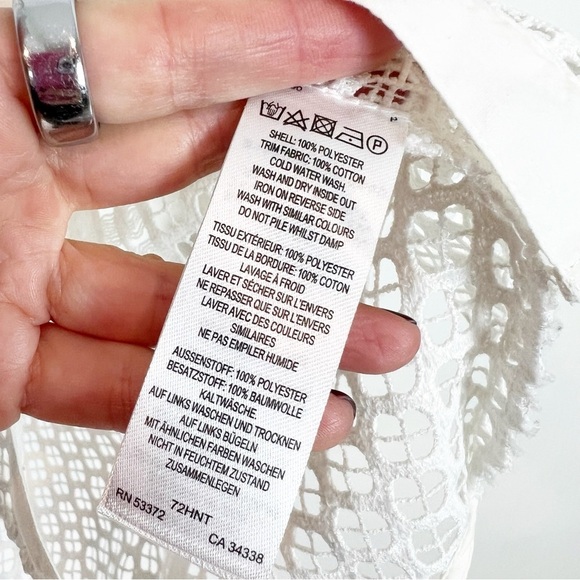 P
SHELL: 100% POLYESTER
TRIM FABRIC: 100% COTTON
COLD WATER WASH.
WASH AND DRY INSIDE OUT
IRON ON REVERSE SIDE
WASH WITH SIMILAR COLOURS
DO NOT PILE WHILST DAMP
TISSU EXTÉRIEUR: 100% POLYESTER
TISSU DE LA BORDURE: 100% COTON
LAVAGE À FROID
LAVER ET SÉCHER SUR L'ENVERS
NE REPASSER QUE SUR L'ENVERS
LAVER AVEC DES COULEURS
SIMILAIRES
NE PAS EMPILER HUMIDE
AUSSENSTOFF: 100% POLYESTER
BESATZSTOFF: 100% BAUMWOLLE
KALTWÄSCHE.
AUF LINKS WASCHEN UND TROCKNEN
AUF LINKS BÜGELN
MIT ÄHNLICHEN FARBEN WASCHEN
NICHT IN FEUCHTEM ZUSTAND
ZUSAMMENLEGEN
72HNT
RN 53372 CA 34338